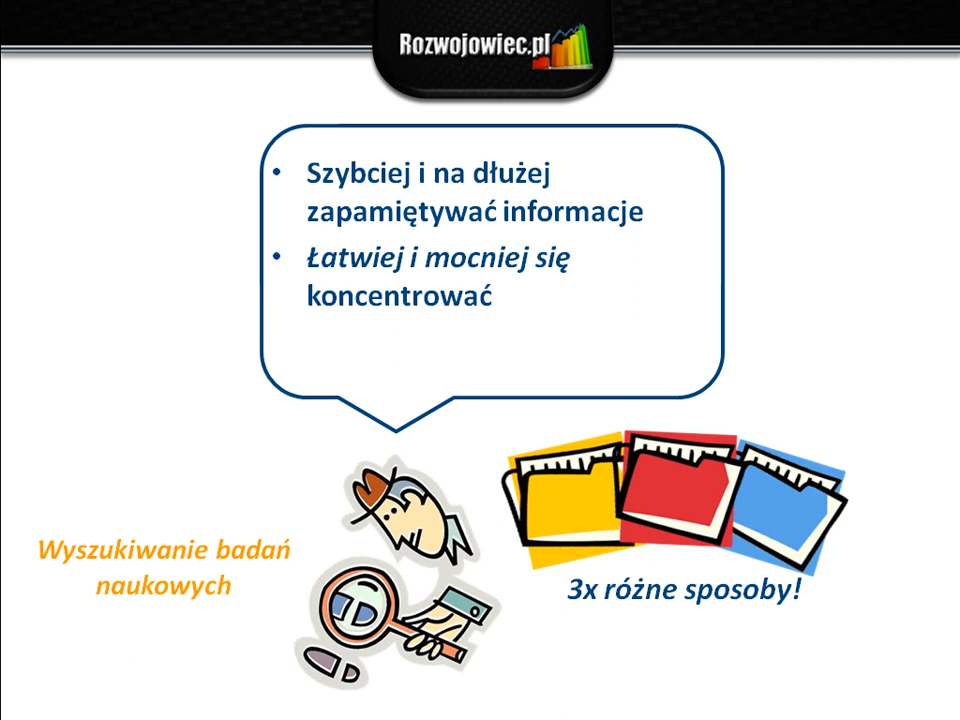 Rozwojowiec.pl
• Szybciej i na dłużej
zapamiętywać informacje
• Łatwiej i mocniej się
koncentrować
Wyszukiwanie badań
naukowych
3x różne sposoby!